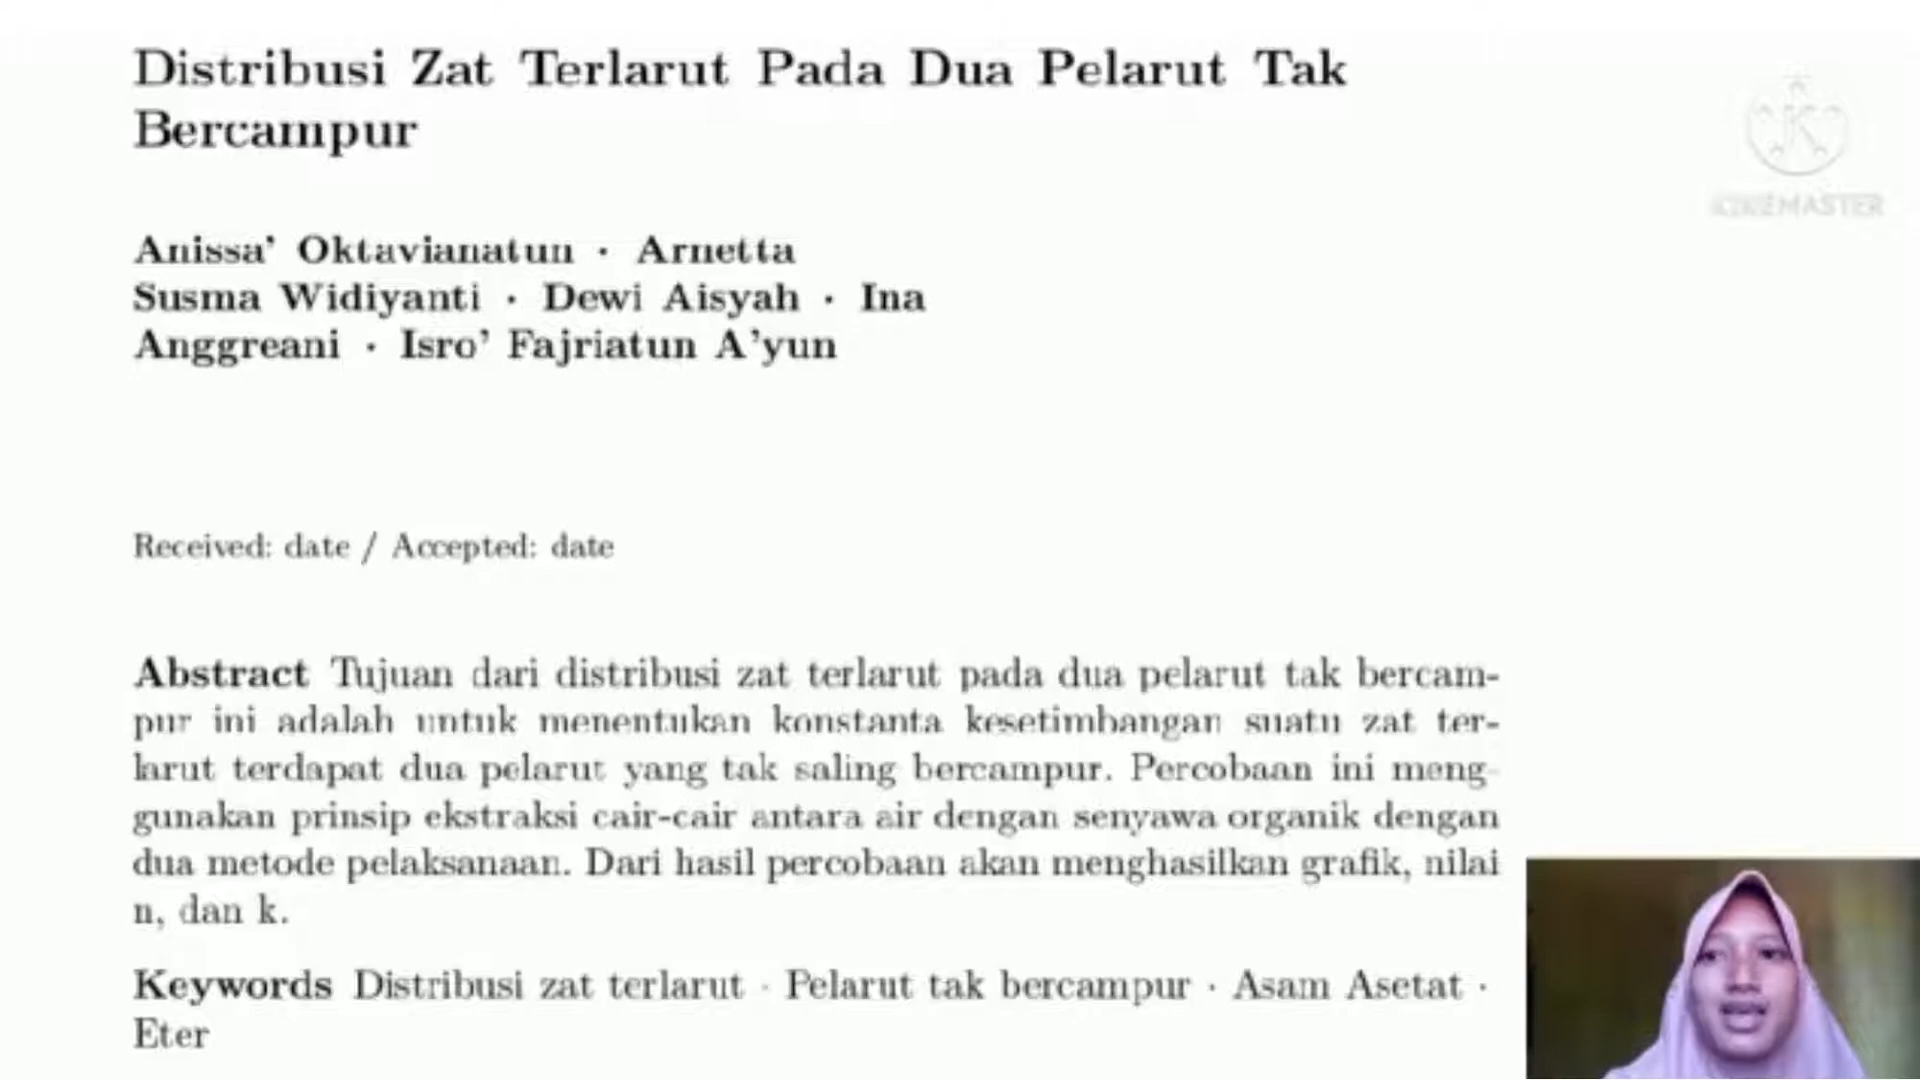 Distribusi Zat Terlarut Pada Dua Pelarut Tak
Bercampur
KINEMASTER
Anissa' Oktavianatun · Arnetta
Susma Widiyanti · Dewi Aisyah · Ina
Anggreani · Isro' Fajriatun A'yun
Received: date / Accepted: date
Abstract Tujuan dari distribusi zat terlarut pada dua pelarut tak bercam-
pur ini adalah untuk menentukan konstanta kesetimbangan suatu zat ter-
larut terdapat dua pelarut yang tak saling bercampur. Percobaan ini meng-
gunakan prinsip ekstraksi cair-cair antara air dengan senyawa organik dengan
dua metode pelaksanaan. Dari hasil percobaan akan menghasilkan grafik, nilai
n, dan k.
Keywords Distribusi zat terlarut · Pelarut tak bercampur · Asam Asetat ·
Eter